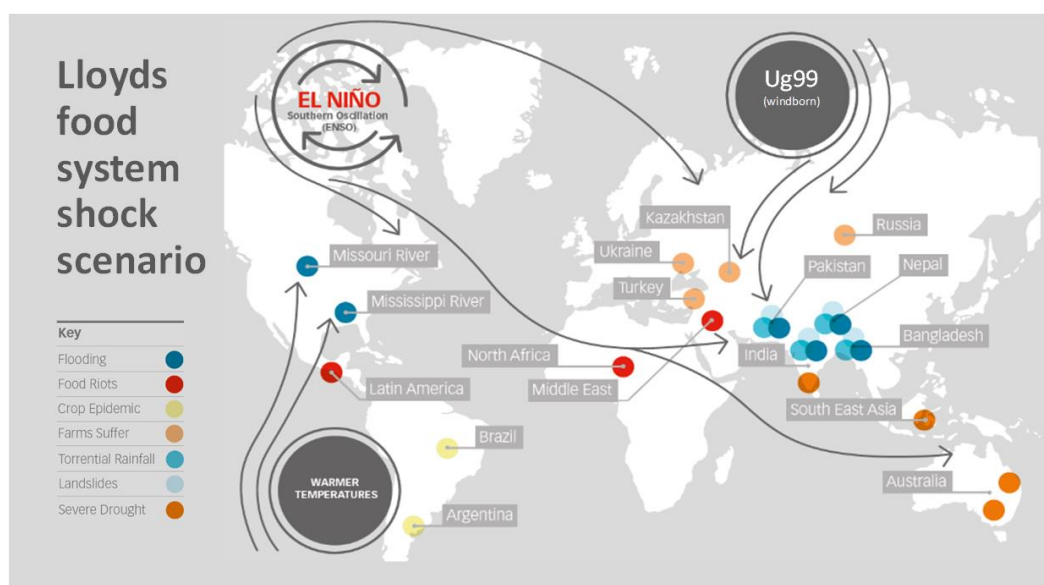 Lloyds
food
system
shock
scenario
Key
Flooding
Food Riots
Crop Epidemic
Farms Suffer
Torrential Rainfall
Landslides
Severe Drought
EL NIÑO
Southern Oscillation
(ENSO)
Ug99
(windborn)
Kazakhstan
Russia
Ukraine
Missouri River
Pakistan
Nepal
Turkey
Mississippi River
Bangladesh
North Africa
India
Latin America
Middle East
South East Asia
Brazil
WARMER
TEMPERATURES
Australia
Argentina